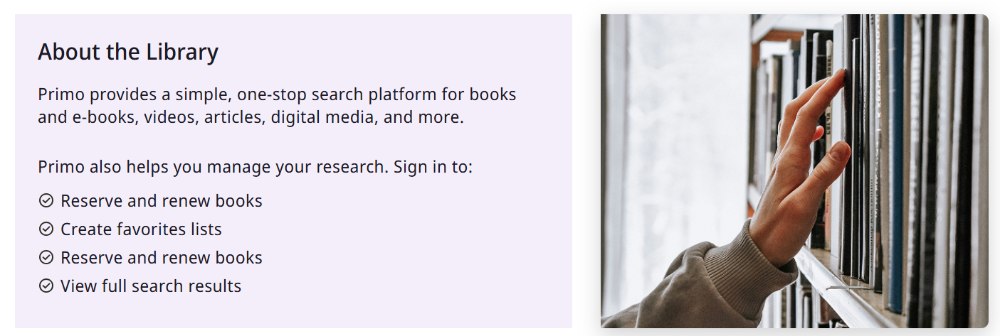 About the Library
Primo provides a simple, one-stop search platform for books
and e-books, videos, articles, digital media, and more.
Primo also helps you manage your research. Sign in to:
Reserve and renew books
Create favorites lists
Reserve and renew books
View full search results